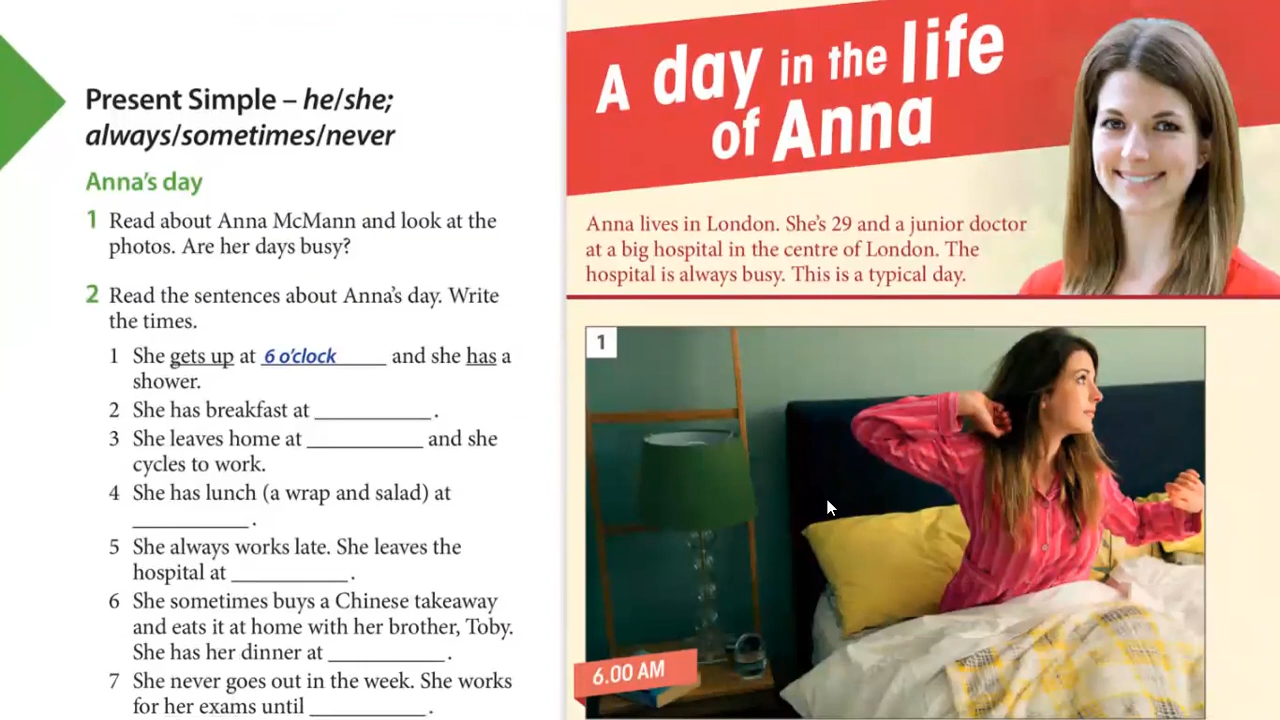 Present Simple – he/she;
always/sometimes/never
Anna's day
1 Read about Anna McMann and look at the
photos. Are her days busy?
2 Read the sentences about Anna's day. Write
the times.
1 She gets up at 6 o'clock and she has a
shower.
2 She has breakfast at ____________.
3 She leaves home at ____________ and she
cycles to work.
4 She has lunch (a wrap and salad) at
____________.
5 She always works late. She leaves the
hospital at ____________.
6 She sometimes buys a Chinese takeaway
and eats it at home with her brother, Toby.
She has her dinner at ____________.
7 She never goes out in the week. She works
for her exams until ____________.
A day in the life
of Anna
Anna lives in London. She's 29 and a junior doctor
at a big hospital in the centre of London. The
hospital is always busy. This is a typical day.
1
6.00 AM